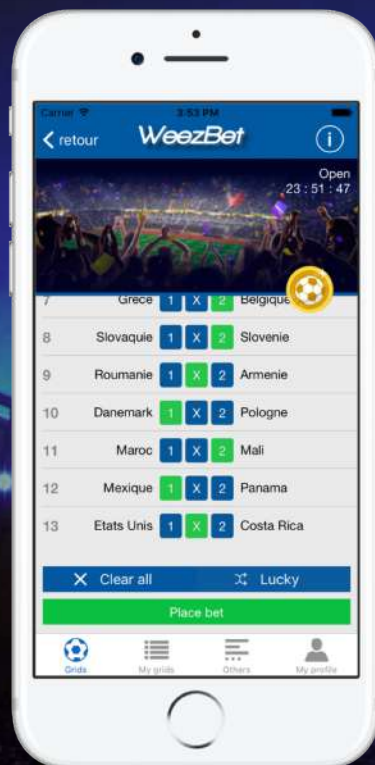 Carrier 3:53 PM
retour WeezBet i
Open
23 : 51 : 47
7 Grece 1 X 2 Belgique
8 Slovaquie 1 X 2 Slovenie
9 Roumanie 1 X 2 Armenie
10 Danemark 1 X 2 Pologne
11 Maroc 1 X 2 Mali
12 Mexique 1 X 2 Panama
13 Etats Unis 1 X 2 Costa Rica
Clear all Lucky
Place bet
Grids My grids Others My profile